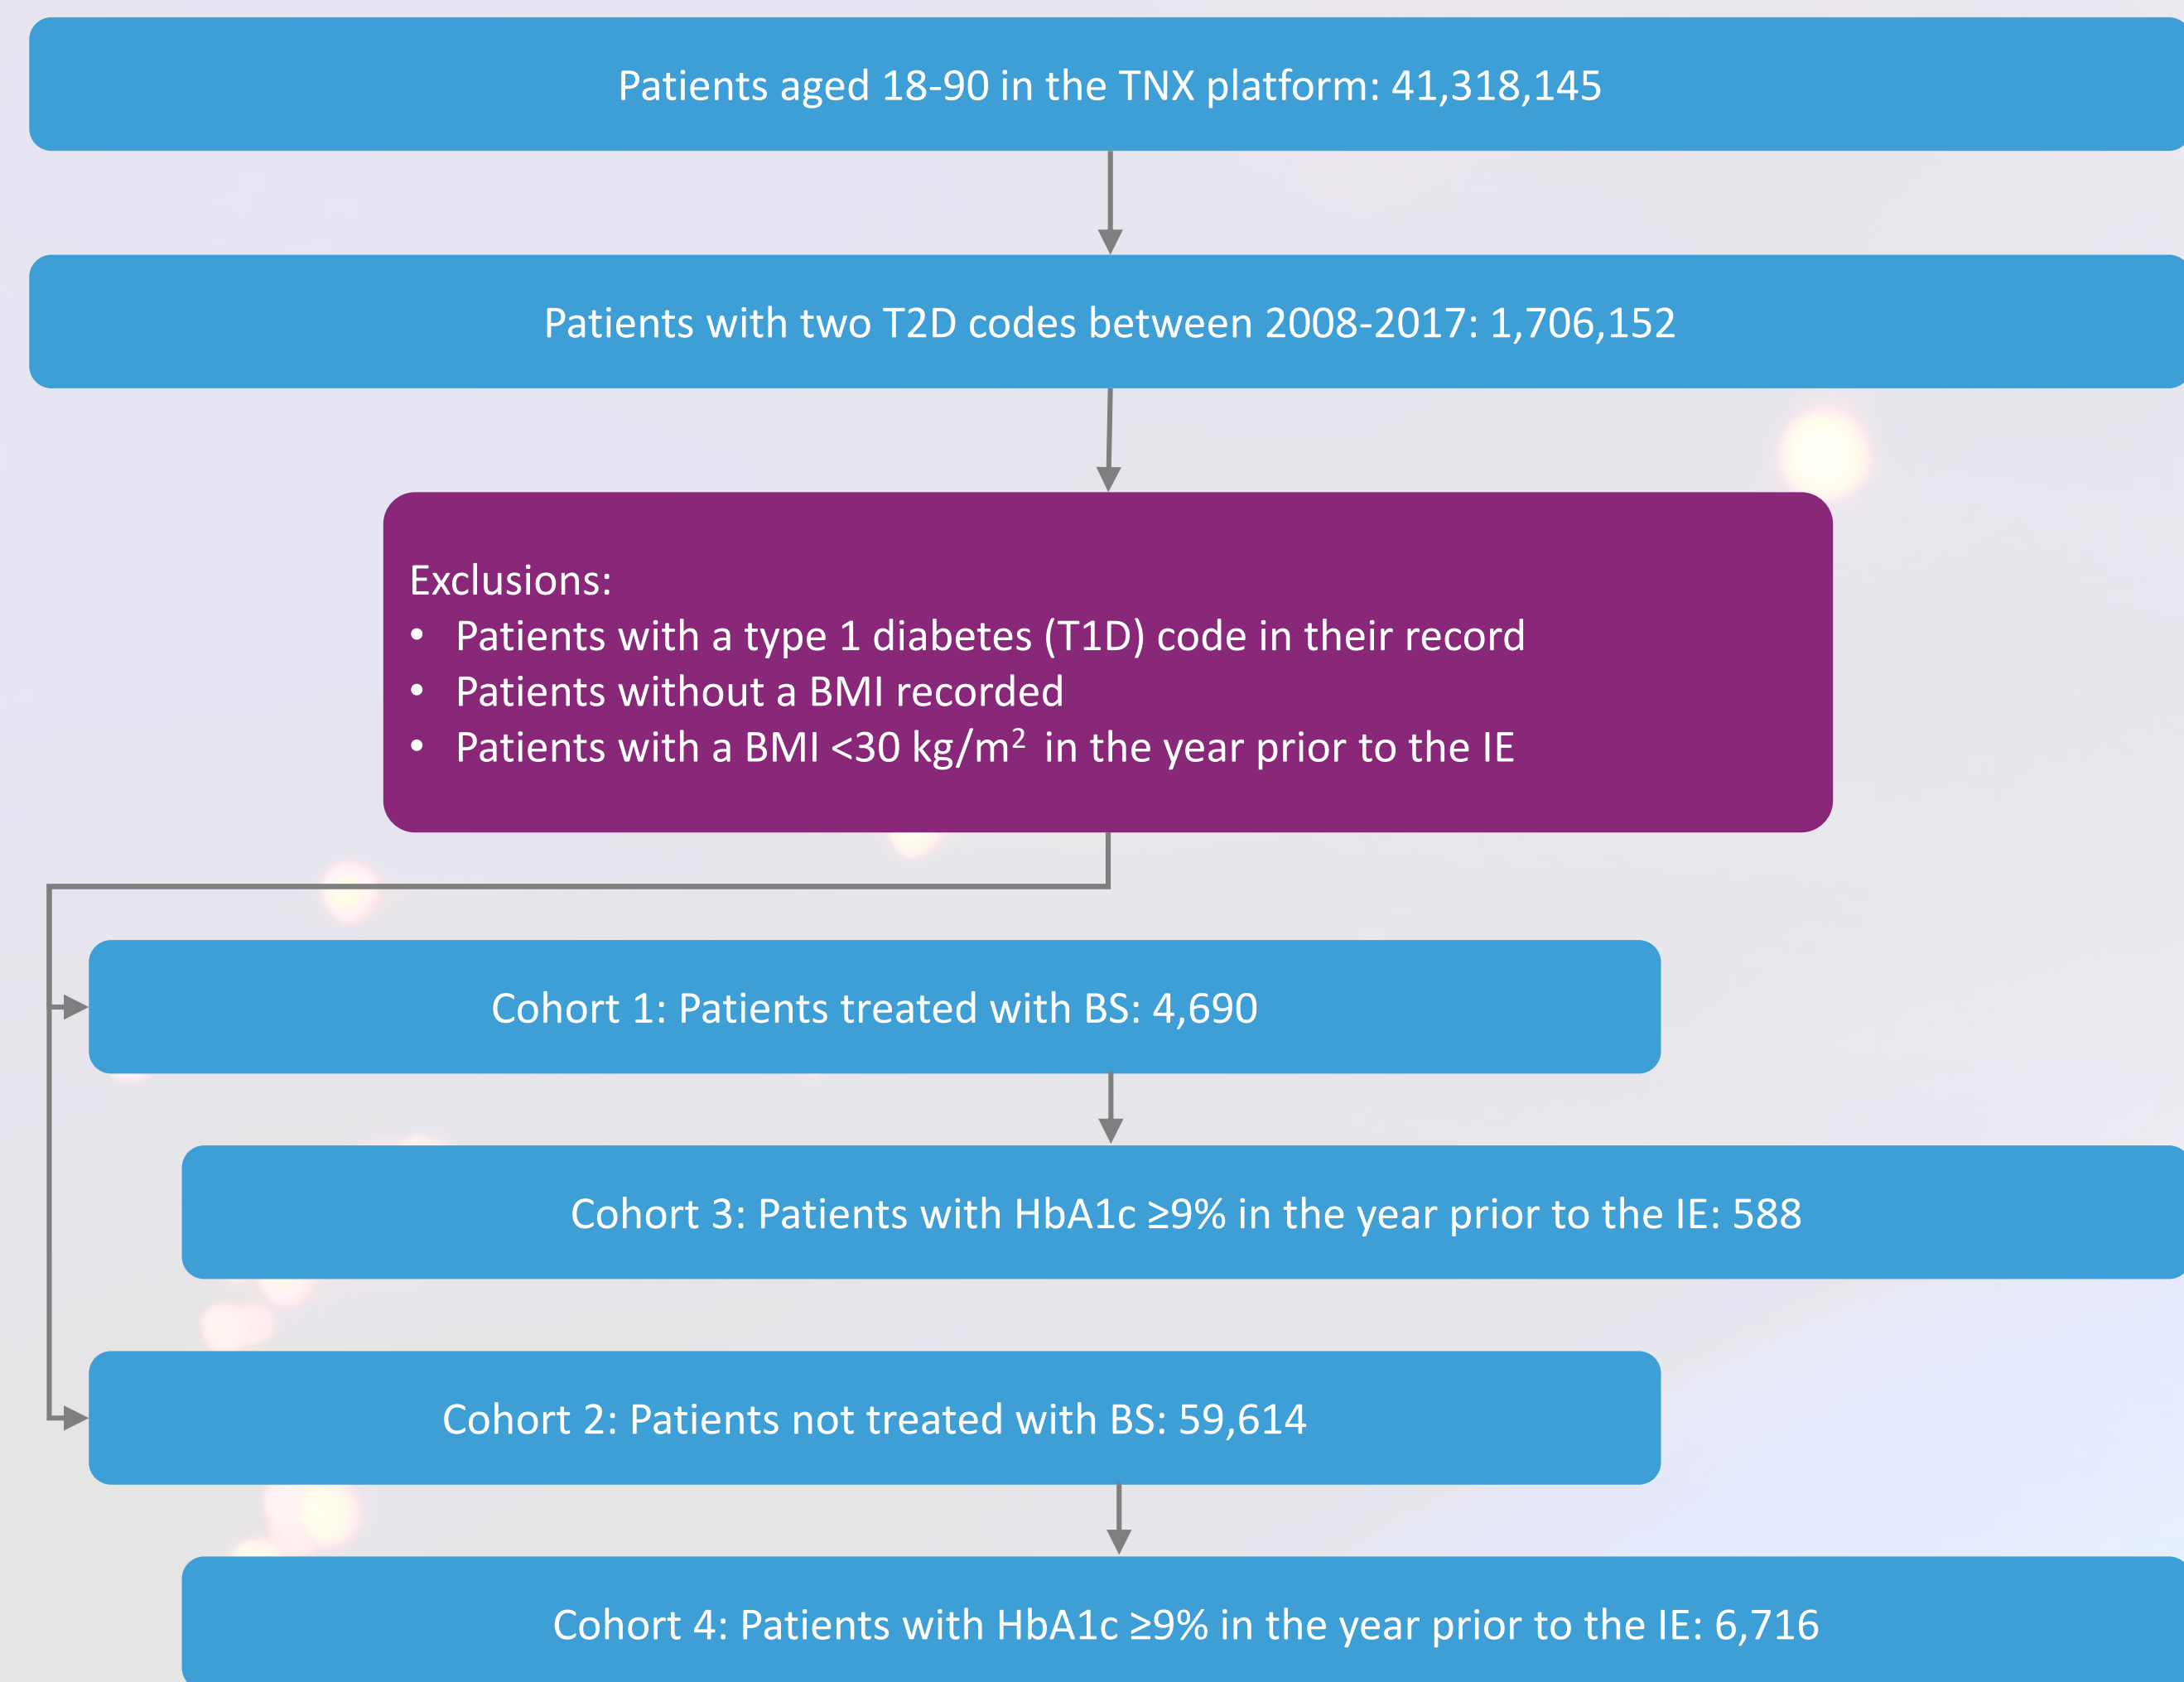 Patients aged 18-90 in the TNX platform: 41,318,145
Patients with two T2D codes between 2008-2017: 1,706,152
Exclusions:
• Patients with a type 1 diabetes (T1D) code in their record
• Patients without a BMI recorded
• Patients with a BMI <30 kg/m² in the year prior to the IE
Cohort 1: Patients treated with BS: 4,690
Cohort 3: Patients with HbA1c ≥9% in the year prior to the IE: 588
Cohort 2: Patients not treated with BS: 59,614
Cohort 4: Patients with HbA1c ≥9% in the year prior to the IE: 6,716